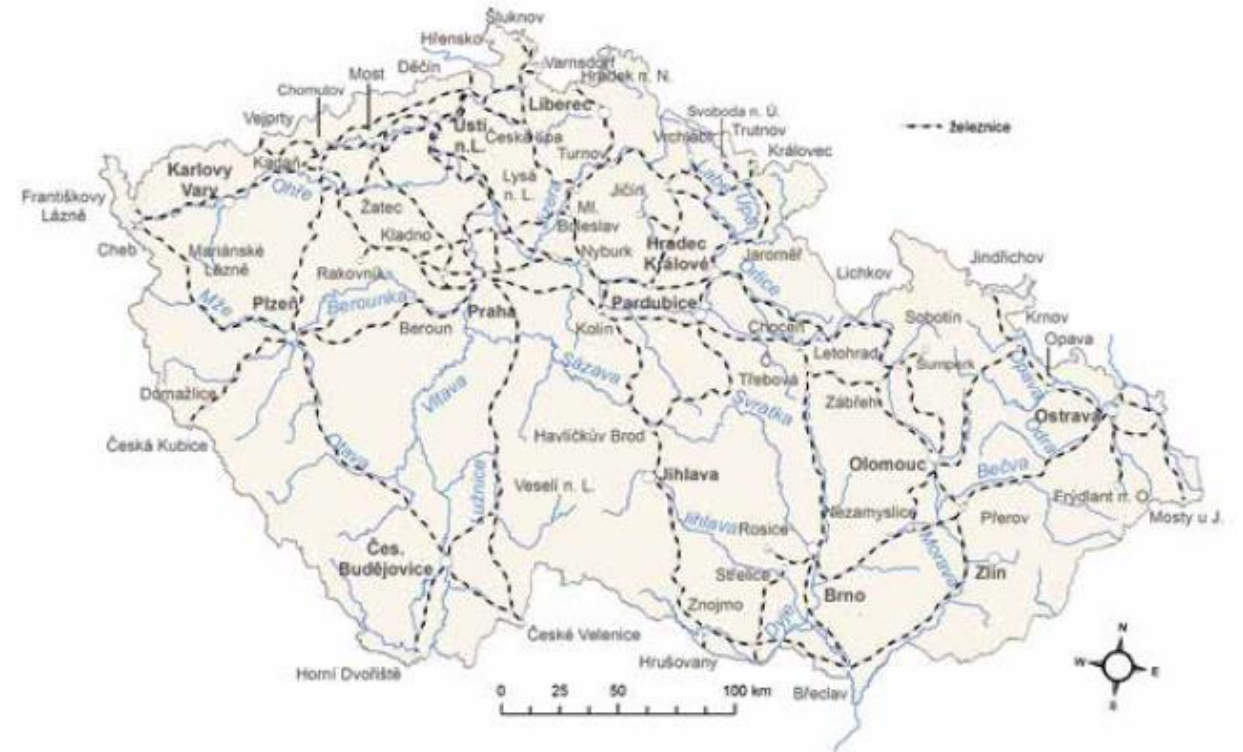 Šluknov
Hřensko
Varnsdorf
Hrádek n. N.
Děčín
Most
Chomutov
Vejprty
Liberec
Svoboda n. Ú.
Trutnov
Vrchlabí
Královec
železnice
Ústí
n.L.
Česká Lípa
Turnov
Kadaň
Karlovy
Vary
Ohře
Františkovy
Lázně
Cheb
Lysá
n. L.
Jizera
Jičín
Labe
Úpa
Žatec
Kladno
Ml.
Boleslav
Nyburk
Hradec
Králové
Jaroměř
Mariánské
Lázně
Rakovník
Lichkov
Jindřichov
Orlice
Mže
Plzeň
Berounka
Praha
Pardubice
Krnov
Beroun
Kolín
Choceň
Sobotín
Opava
Letohrad
Šumperk
Sázava
Č
Třebová
Opava
Domažlice
Vltava
Svratka
Zábřeh
Ostrava
Česká Kubice
Havlíčkův Brod
Odra
Otava
Olomouc
Bečva
Lužnice
Jihlava
Veselí n. L.
Frýdlant n. O.
Nezamyslice
Přerov
Mosty u J.
Jihlava
Rosice
Morava
Čes.
Budějovice
Střelice
Zlín
Znojmo
Brno
Dyje
České Velenice
Hrušovany
Horní Dvořiště
Břeclav
0 25 50 100 km
N
W E
S